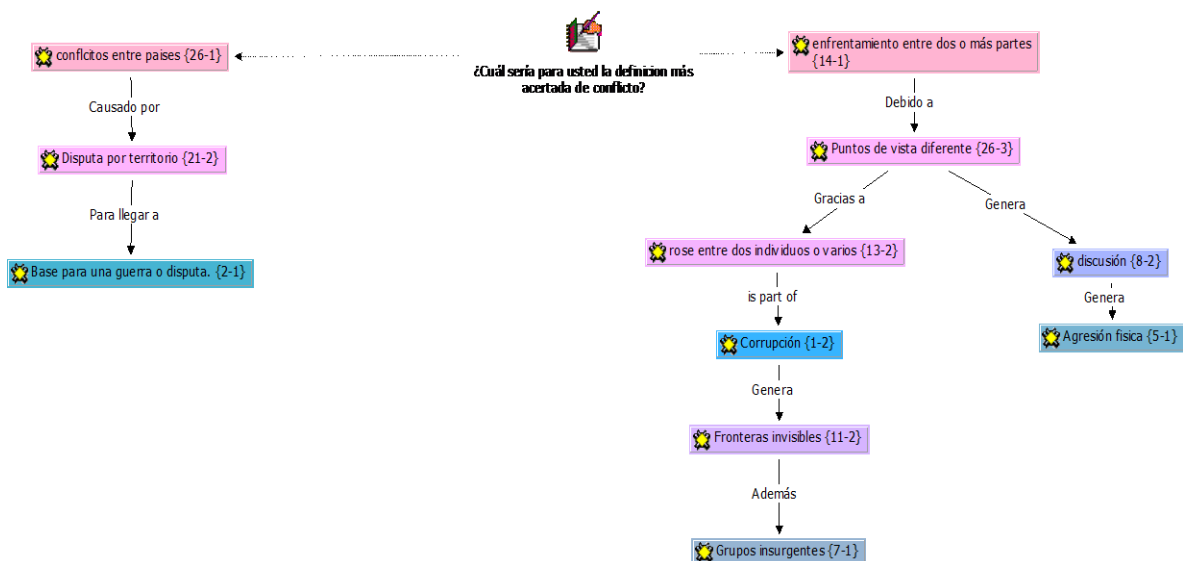 conflcitos entre paises {26-1}
¿Cuál sería para usted la definicion más
acertada de conflicto?
enfrentamiento entre dos o más partes
{14-1}
Causado por
Debido a
Disputa por territorio {21-2}
Puntos de vista diferente {26-3}
Para llegar a
Gracias a
Genera
Base para una guerra o disputa. {2-1}
rose entre dos individuos o varios {13-2}
discusión {8-2}
is part of
Genera
Corrupción {1-2}
Agresión fisica {5-1}
Genera
Fronteras invisibles {11-2}
Además
Grupos insurgentes {7-1}